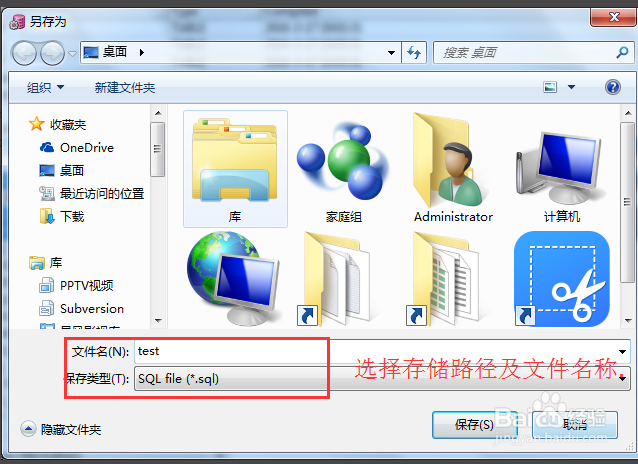 另存为
桌面
搜索 桌面
组织
新建文件夹
收藏夹
OneDrive
桌面
最近访问的位置
下载
库
PPTV视频
Subversion
库
家庭组
Administrator
计算机
文件名(N): test
保存类型(T): SQL file (*.sql)
选择存储路径及文件名称.
隐藏文件夹
保存(S)
取消
Baidu 经验
jingyan.baidu.com